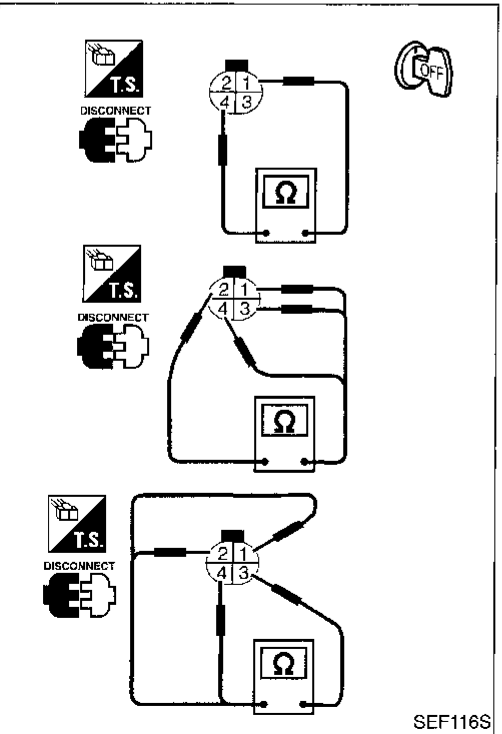 T.S.
DISCONNECT
2 1
4 3
Ω
OFF
T.S.
DISCONNECT
2 1
4 3
Ω
T.S.
DISCONNECT
2 1
4 3
Ω
SEF116S